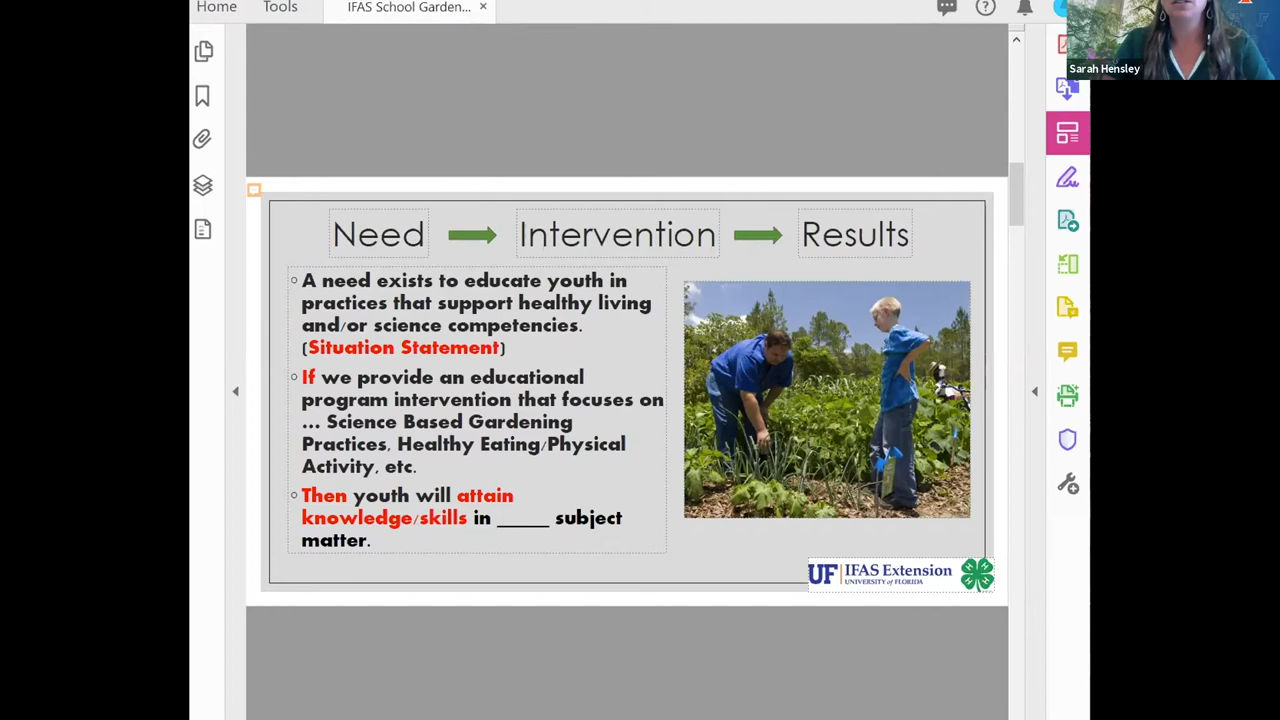 Home
Tools
IFAS School Garden...
Sarah Hensley
Need
Intervention
Results
A need exists to educate youth in
practices that support healthy living
and/or science competencies.
(Situation Statement)
If we provide an educational
program intervention that focuses on
... Science Based Gardening
Practices, Healthy Eating/Physical
Activity, etc.
Then youth will attain
knowledge/skills in _____ subject
matter.
UF IFAS Extension
UNIVERSITY of FLORIDA